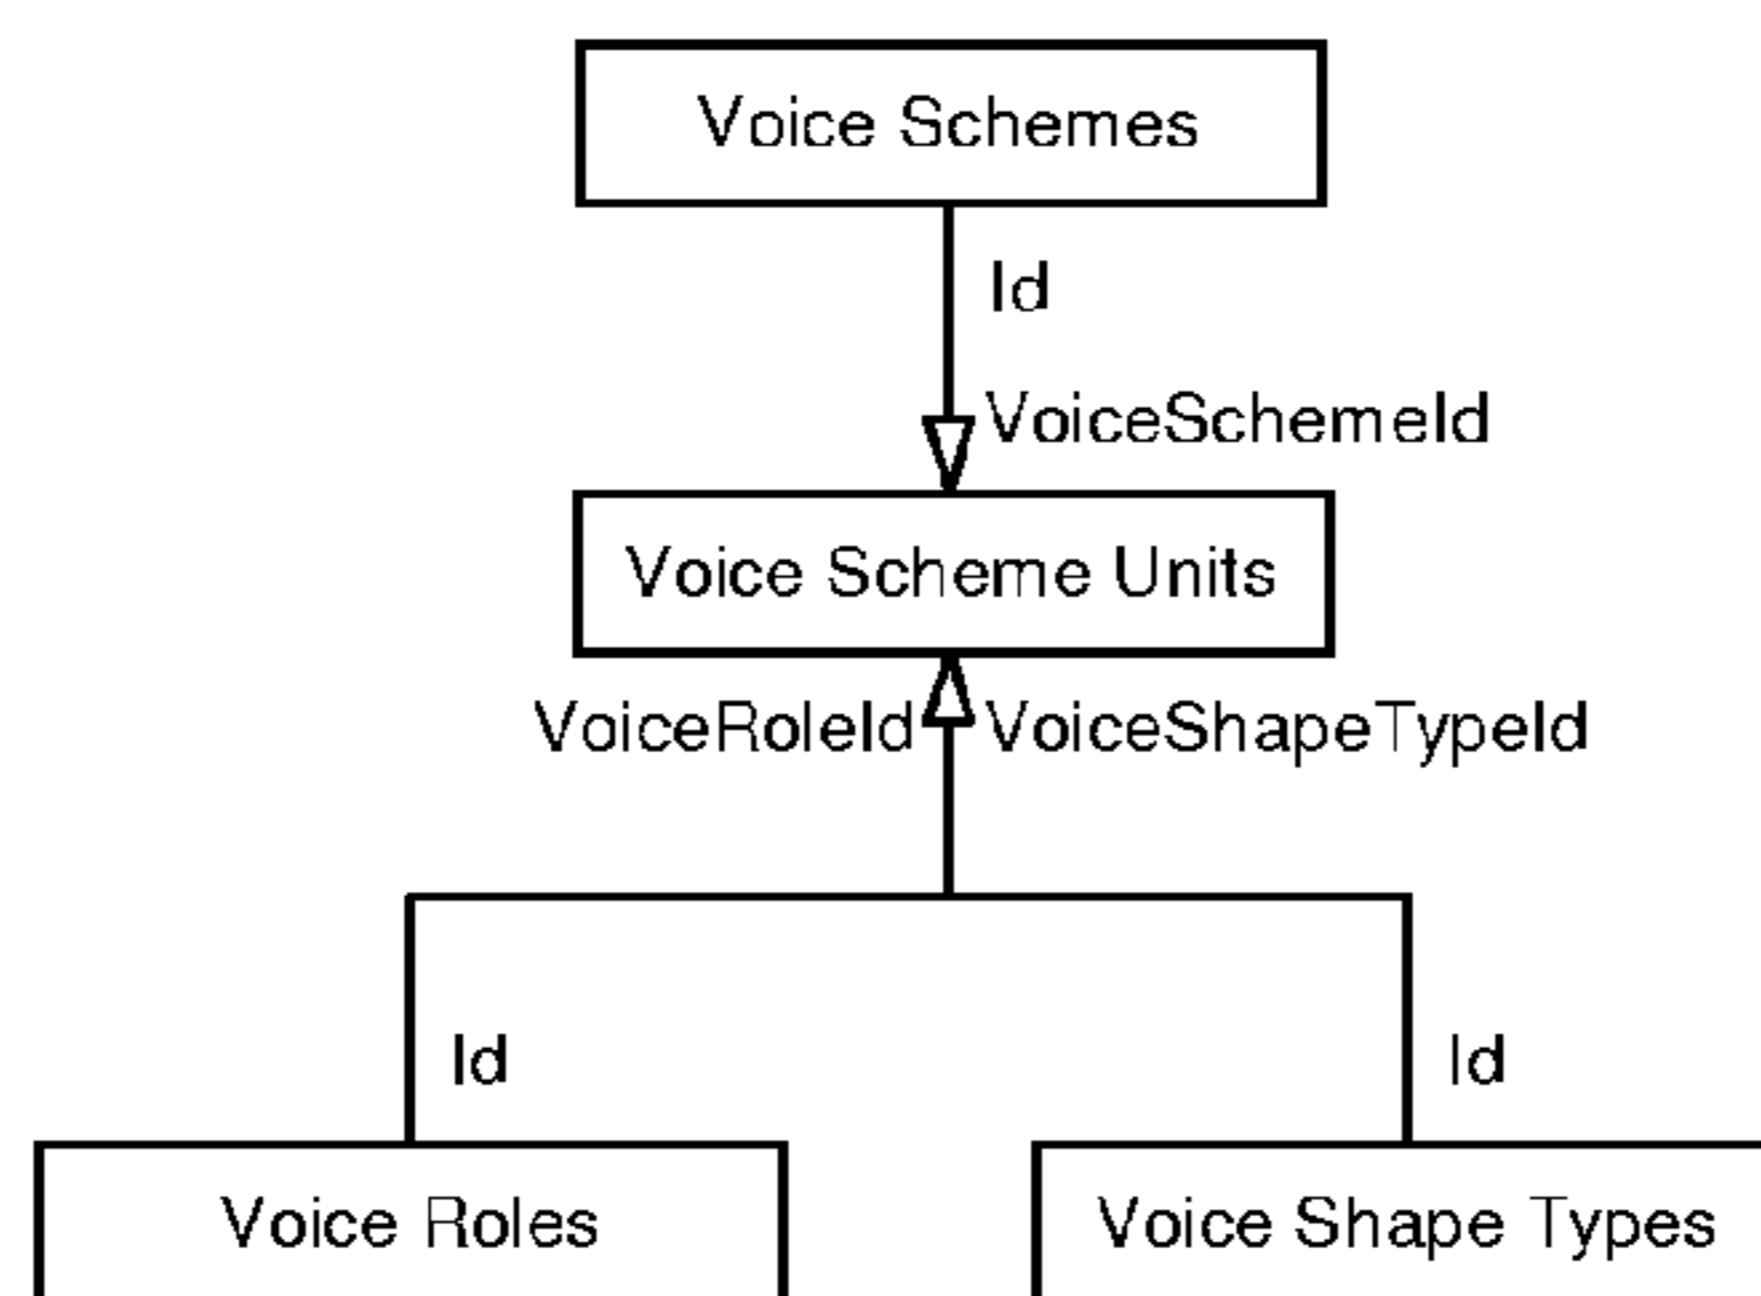 Voice Schemes
Id
VoiceSchemeId
Voice Scheme Units
VoiceRoleId VoiceShapeTypeId
Id Id
Voice Roles Voice Shape Types